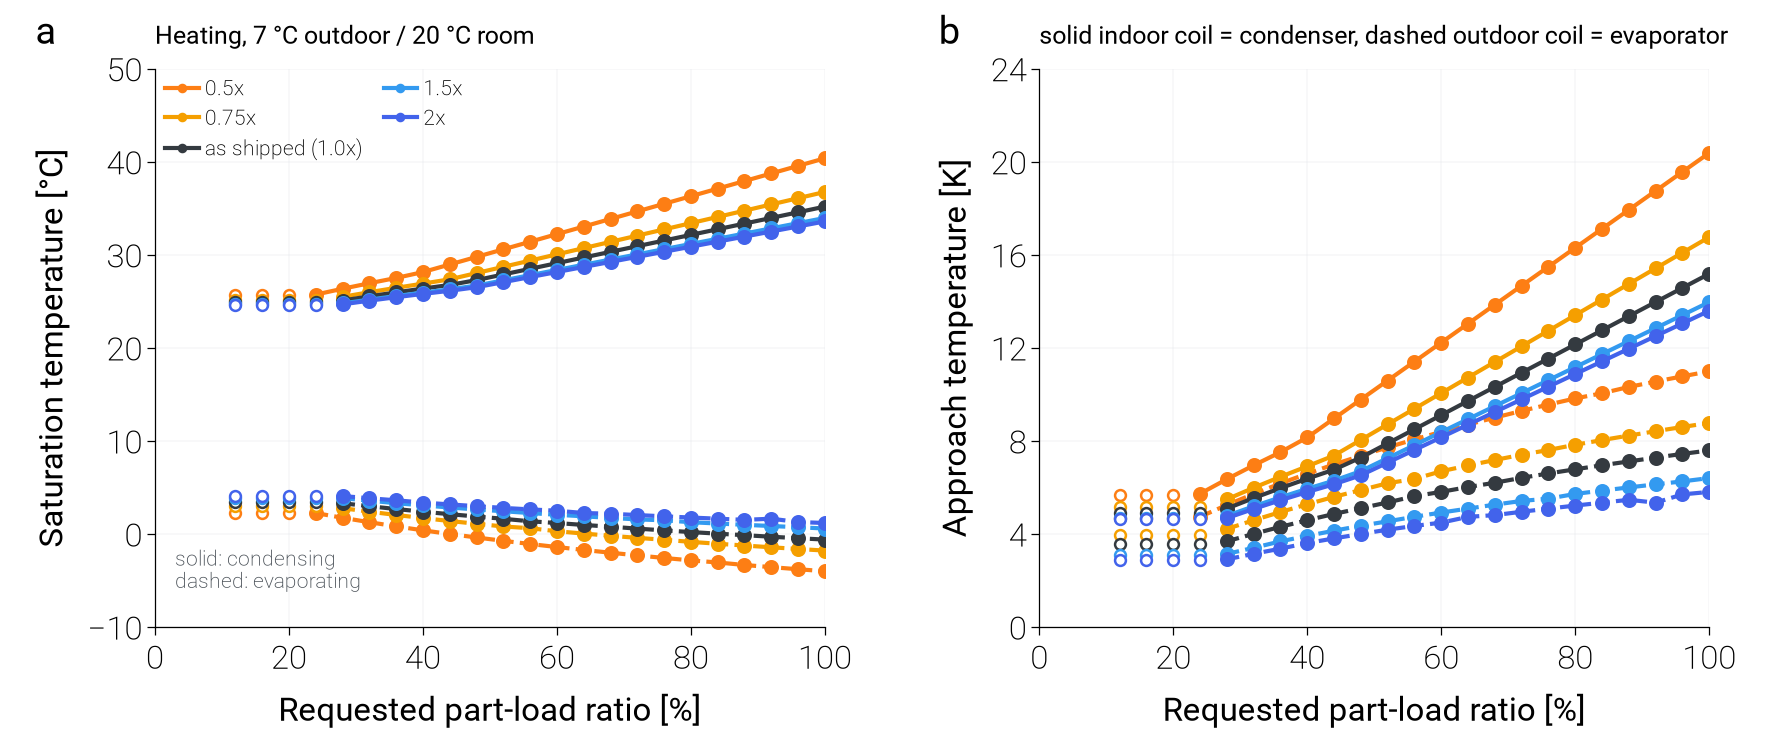 a
Heating, 7 °C outdoor / 20 °C room
50
40
30
20
10
0
−10
Saturation temperature [°C]
0.5x
0.75x
as shipped (1.0x)
1.5x
2x
solid: condensing
dashed: evaporating
0 20 40 60 80 100
Requested part-load ratio [%]
b
solid indoor coil = condenser, dashed outdoor coil = evaporator
24
20
16
12
8
4
0
Approach temperature [K]
0 20 40 60 80 100
Requested part-load ratio [%]